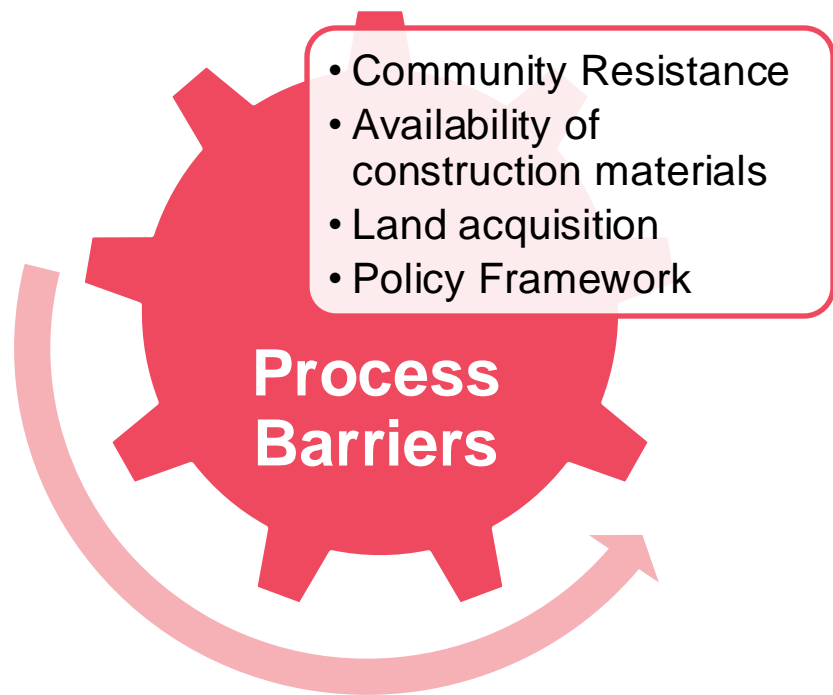 • Community Resistance
• Availability of
construction materials
• Land acquisition
• Policy Framework
Process
Barriers